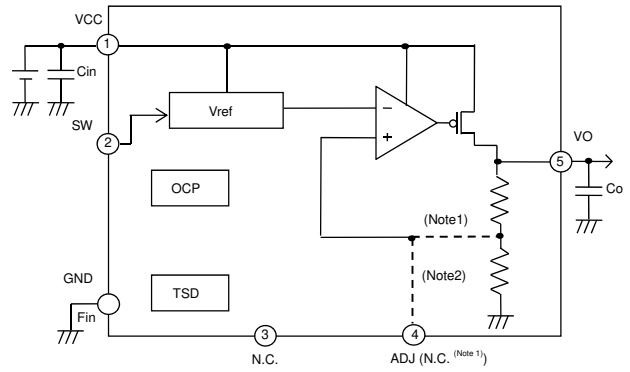 VCC
1
Cin
Vref
−
+
SW
2
VO
5
Co
OCP
(Note1)
(Note2)
GND
Fin
TSD
3
4
N.C.
ADJ (N.C. (Note 1))